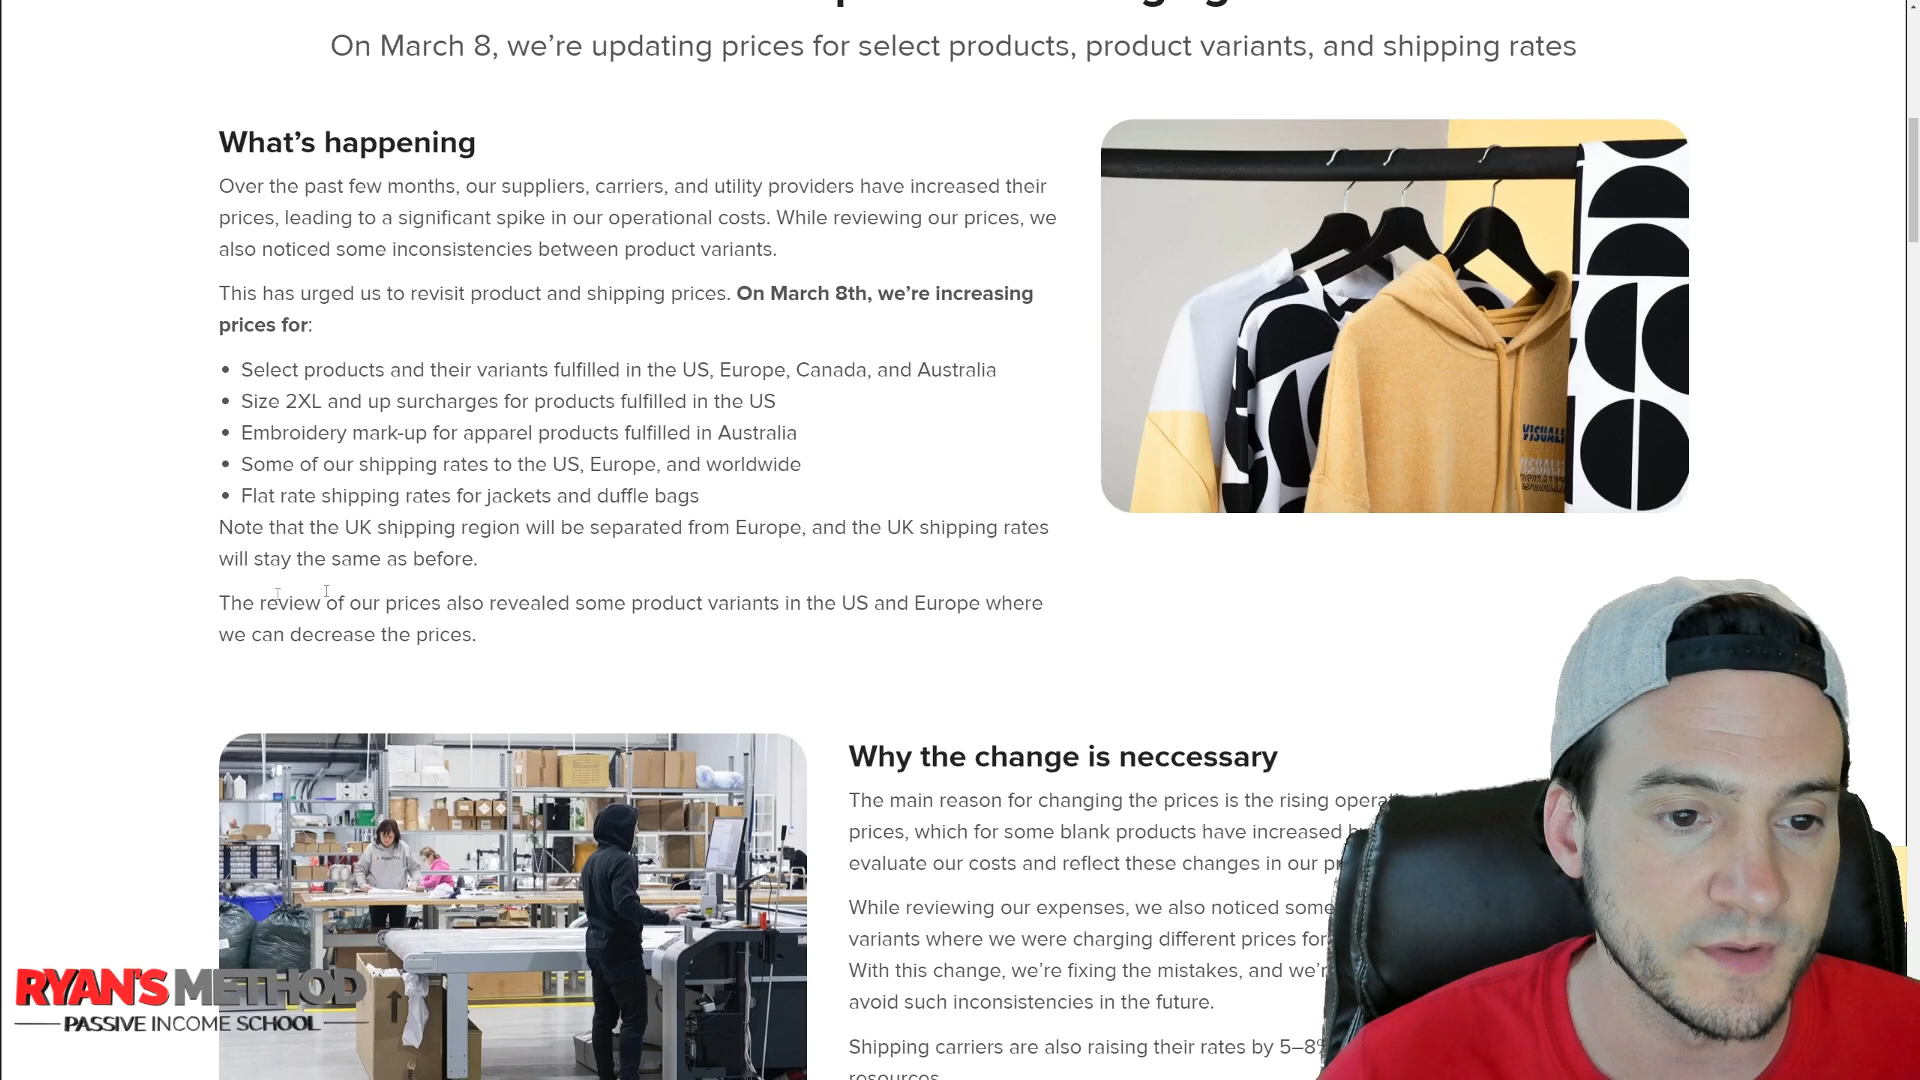 On March 8, we're updating prices for select products, product variants, and shipping rates
What's happening
Over the past few months, our suppliers, carriers, and utility providers have increased their
prices, leading to a significant spike in our operational costs. While reviewing our prices, we
also noticed some inconsistencies between product variants.
This has urged us to revisit product and shipping prices. On March 8th, we're increasing
prices for:
• Select products and their variants fulfilled in the US, Europe, Canada, and Australia
• Size 2XL and up surcharges for products fulfilled in the US
• Embroidery mark-up for apparel products fulfilled in Australia
• Some of our shipping rates to the US, Europe, and worldwide
• Flat rate shipping rates for jackets and duffle bags
Note that the UK shipping region will be separated from Europe, and the UK shipping rates
will stay the same as before.
The review of our prices also revealed some product variants in the US and Europe where
we can decrease the prices.
Why the change is neccessary
The main reason for changing the prices is the rising
prices, which for some blank products have increased
evaluate our costs and reflect these changes in our
While reviewing our expenses, we also noticed some
variants where we were charging different prices for
With this change, we're fixing the mistakes, and
avoid such inconsistencies in the future.
Shipping carriers are also raising their rates by 5–8%
resources
RYAN'S METHOD
PASSIVE INCOME SCHOOL